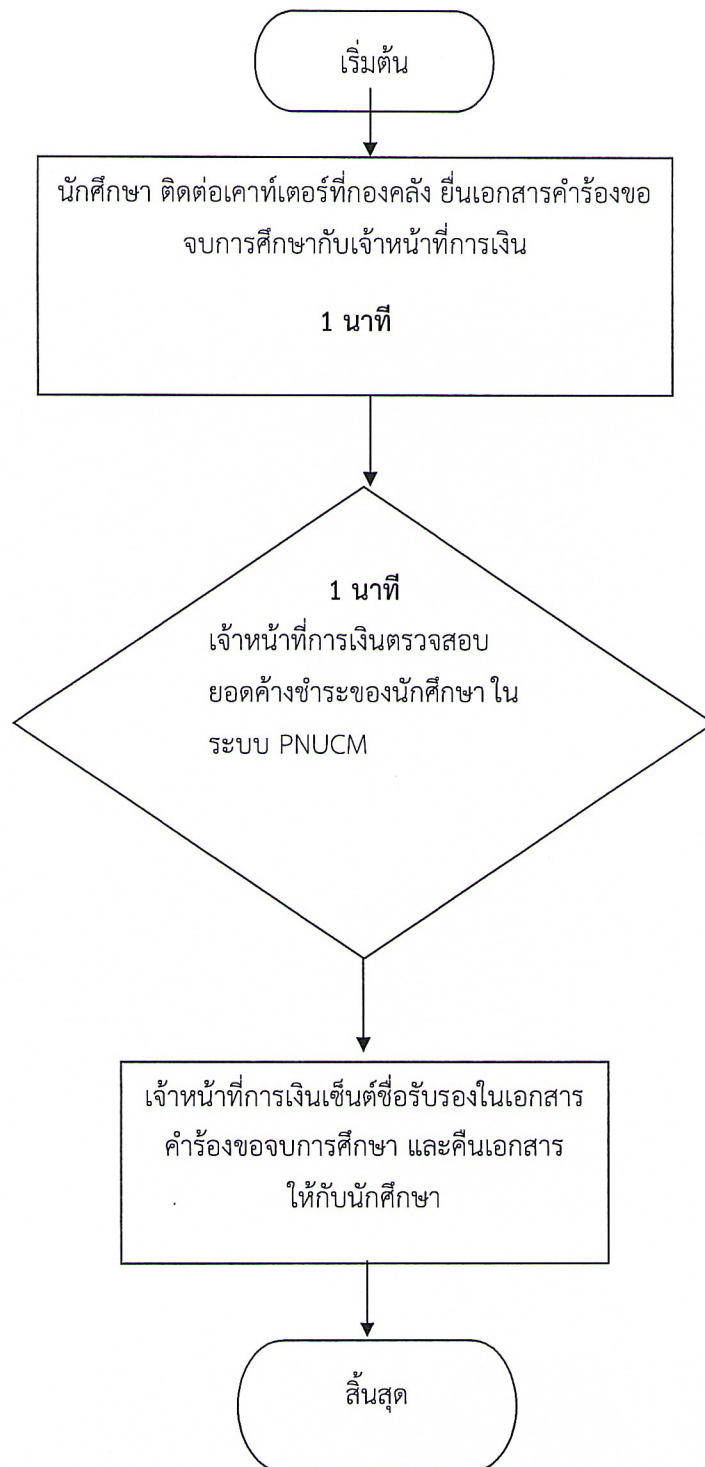 เริ่มต้น
นักศึกษา ติดต่อเคาท์เตอร์ที่กองคลัง ยื่นเอกสารคำร้องขอ
จบการศึกษากับเจ้าหน้าที่การเงิน
1 นาที
1 นาที
เจ้าหน้าที่การเงินตรวจสอบ
ยอดค้างชำระของนักศึกษา ใน
ระบบ PNUCM
เจ้าหน้าที่การเงินเซ็นต์ชื่อรับรองในเอกสาร
คำร้องขอจบการศึกษา และคืนเอกสาร
ให้กับนักศึกษา
สิ้นสุด